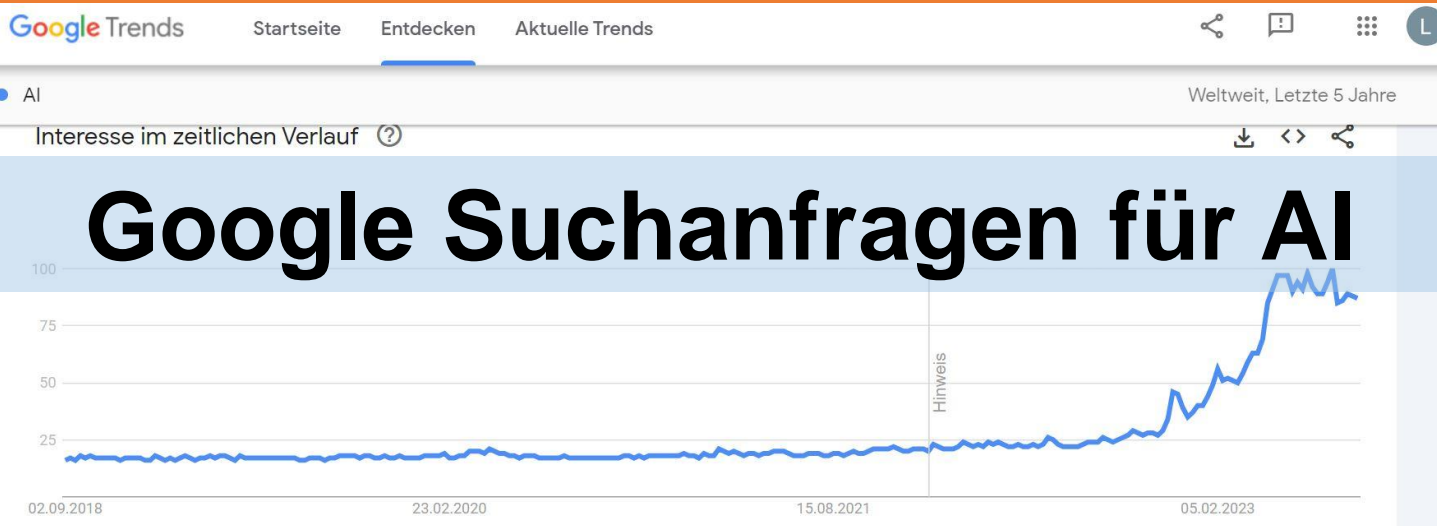 Google Trends Startseite Entdecken Aktuelle Trends L
AI Weltweit, Letzte 5 Jahre
Interesse im zeitlichen Verlauf ?
Google Suchanfragen für AI
100
75
50
25
Hinweis
02.09.2018 23.02.2020 15.08.2021 05.02.2023